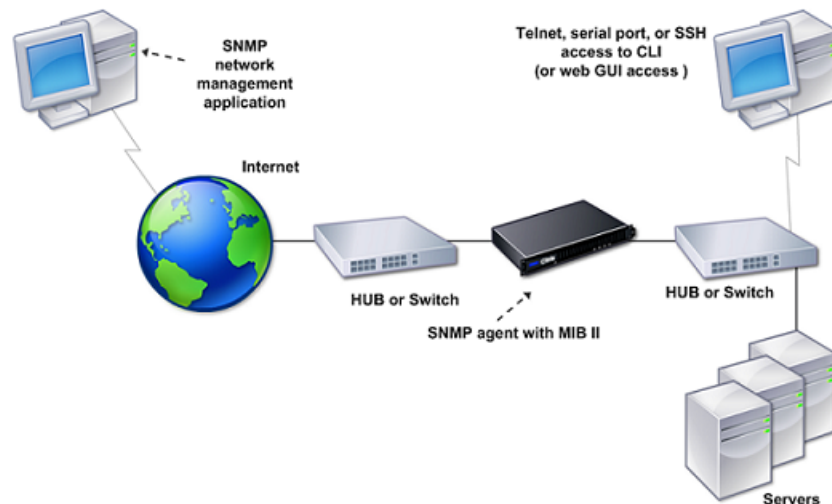 SNMP
network
management
application
Telnet, serial port, or SSH
access to CLI
(or web GUI access )
Internet
HUB or Switch
HUB or Switch
SNMP agent with MIB II
Servers